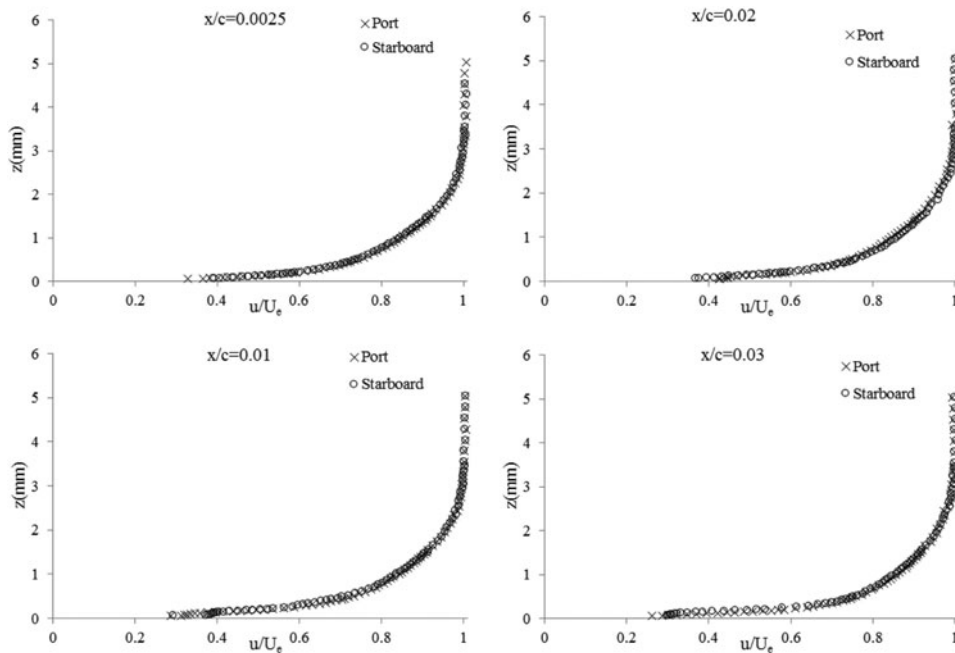 x/c=0.0025
× Port
○ Starboard
z(mm)
6
5
4
3
2
1
0
0 0.2 0.4 0.6 0.8 1
u/Uₑ
x/c=0.02
× Port
○ Starboard
z(mm)
6
5
4
3
2
1
0
0 0.2 0.4 0.6 0.8 1
u/Uₑ
x/c=0.01
× Port
○ Starboard
z(mm)
6
5
4
3
2
1
0
0 0.2 0.4 0.6 0.8 1
u/Uₑ
x/c=0.03
× Port
○ Starboard
z(mm)
6
5
4
3
2
1
0
0 0.2 0.4 0.6 0.8 1
u/Uₑ